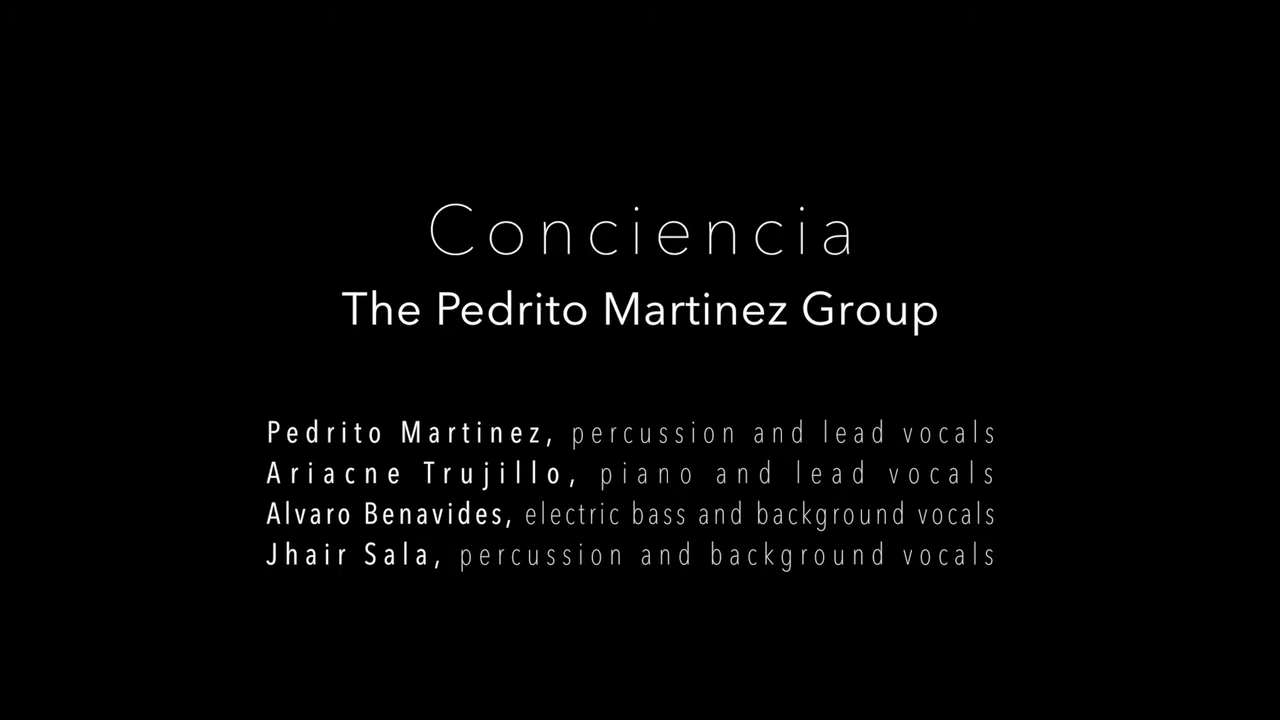 Conciencia
The Pedrito Martinez Group
Pedrito Martinez, percussion and lead vocals
Ariacne Trujillo, piano and lead vocals
Alvaro Benavides, electric bass and background vocals
Jhair Sala, percussion and background vocals